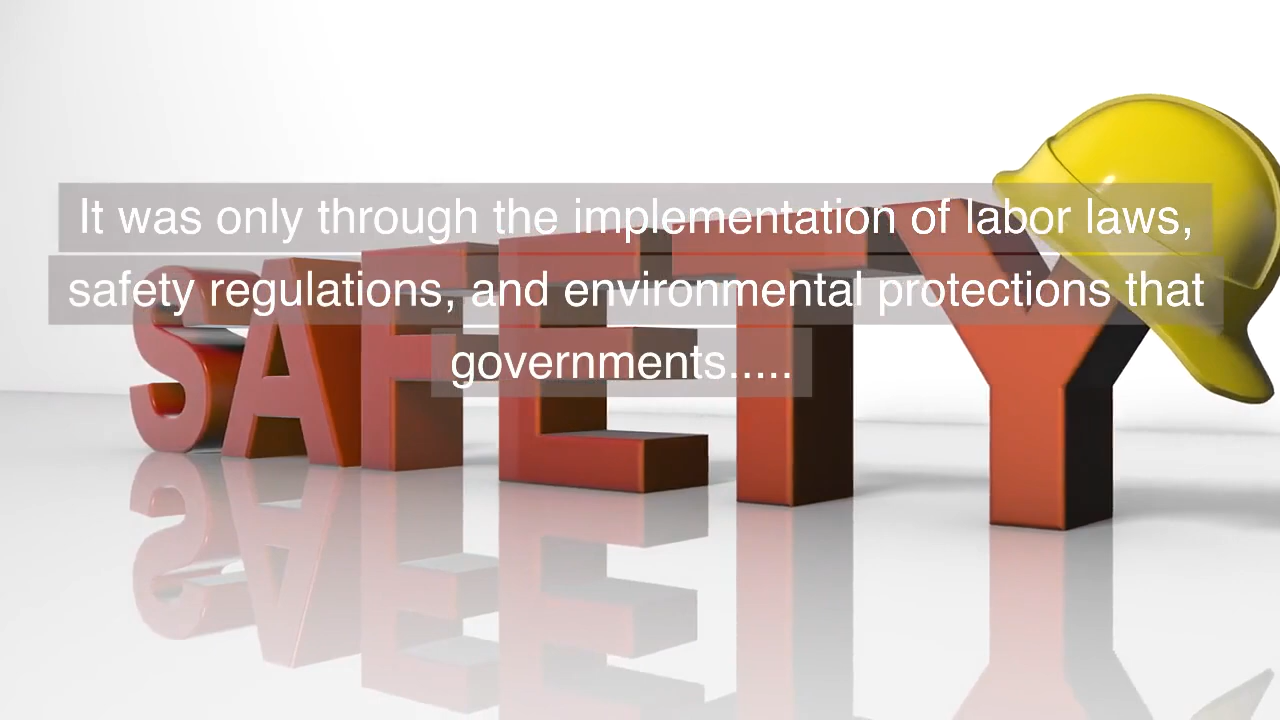 It was only through the implementation of labor laws,
safety regulations, and environmental protections that
governments.....
SAFETY